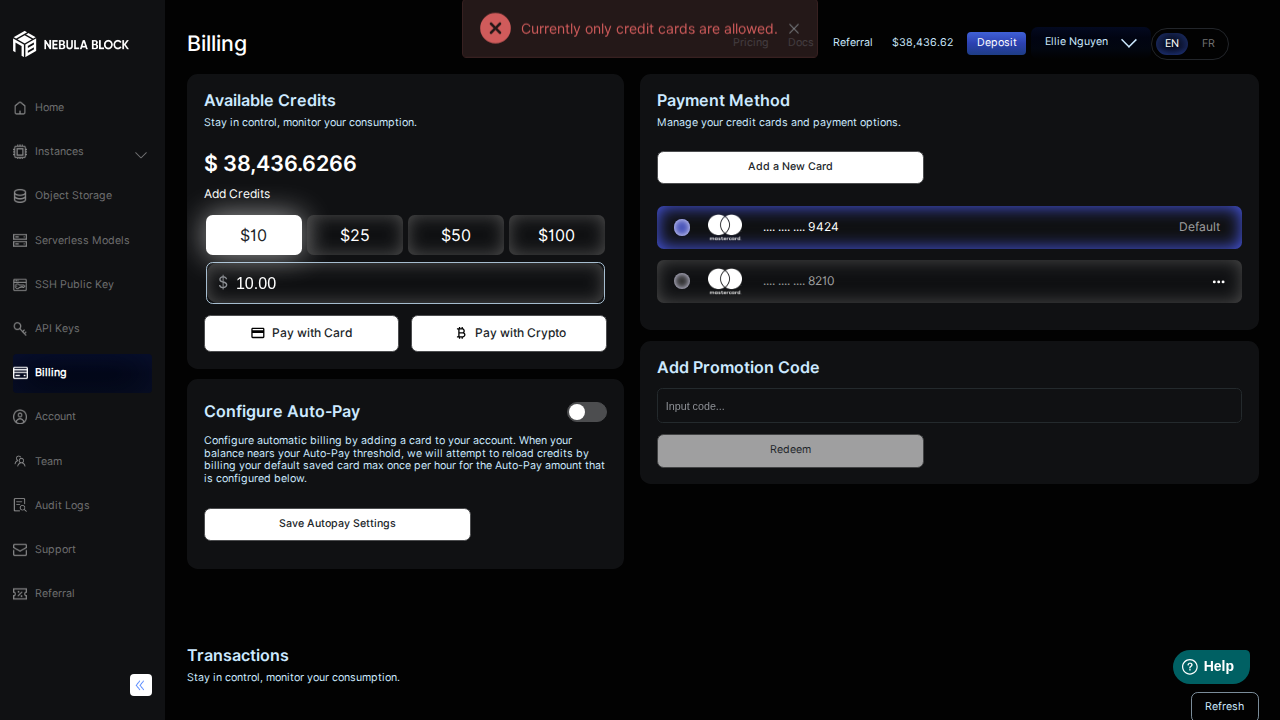 Currently only credit cards are allowed.
NEBULA BLOCK
Billing
Pricing
Docs
Referral
$38,436.62
Deposit
Ellie Nguyen
EN
FR
Home
Instances
Object Storage
Serverless Models
SSH Public Key
API Keys
Billing
Account
Team
Audit Logs
Support
Referral
Available Credits
Stay in control, monitor your consumption.
$ 38,436.6266
Add Credits
$10
$25
$50
$100
$ 10.00
Pay with Card
Pay with Crypto
Configure Auto-Pay
Configure automatic billing by adding a card to your account. When your
balance nears your Auto-Pay threshold, we will attempt to reload credits by
billing your default saved card max once per hour for the Auto-Pay amount that
is configured below.
Save Autopay Settings
Payment Method
Manage your credit cards and payment options.
Add a New Card
mastercard
.... .... .... 9424
Default
mastercard
.... .... .... 8210
Add Promotion Code
Input code...
Redeem
Transactions
Stay in control, monitor your consumption.
Help
Refresh